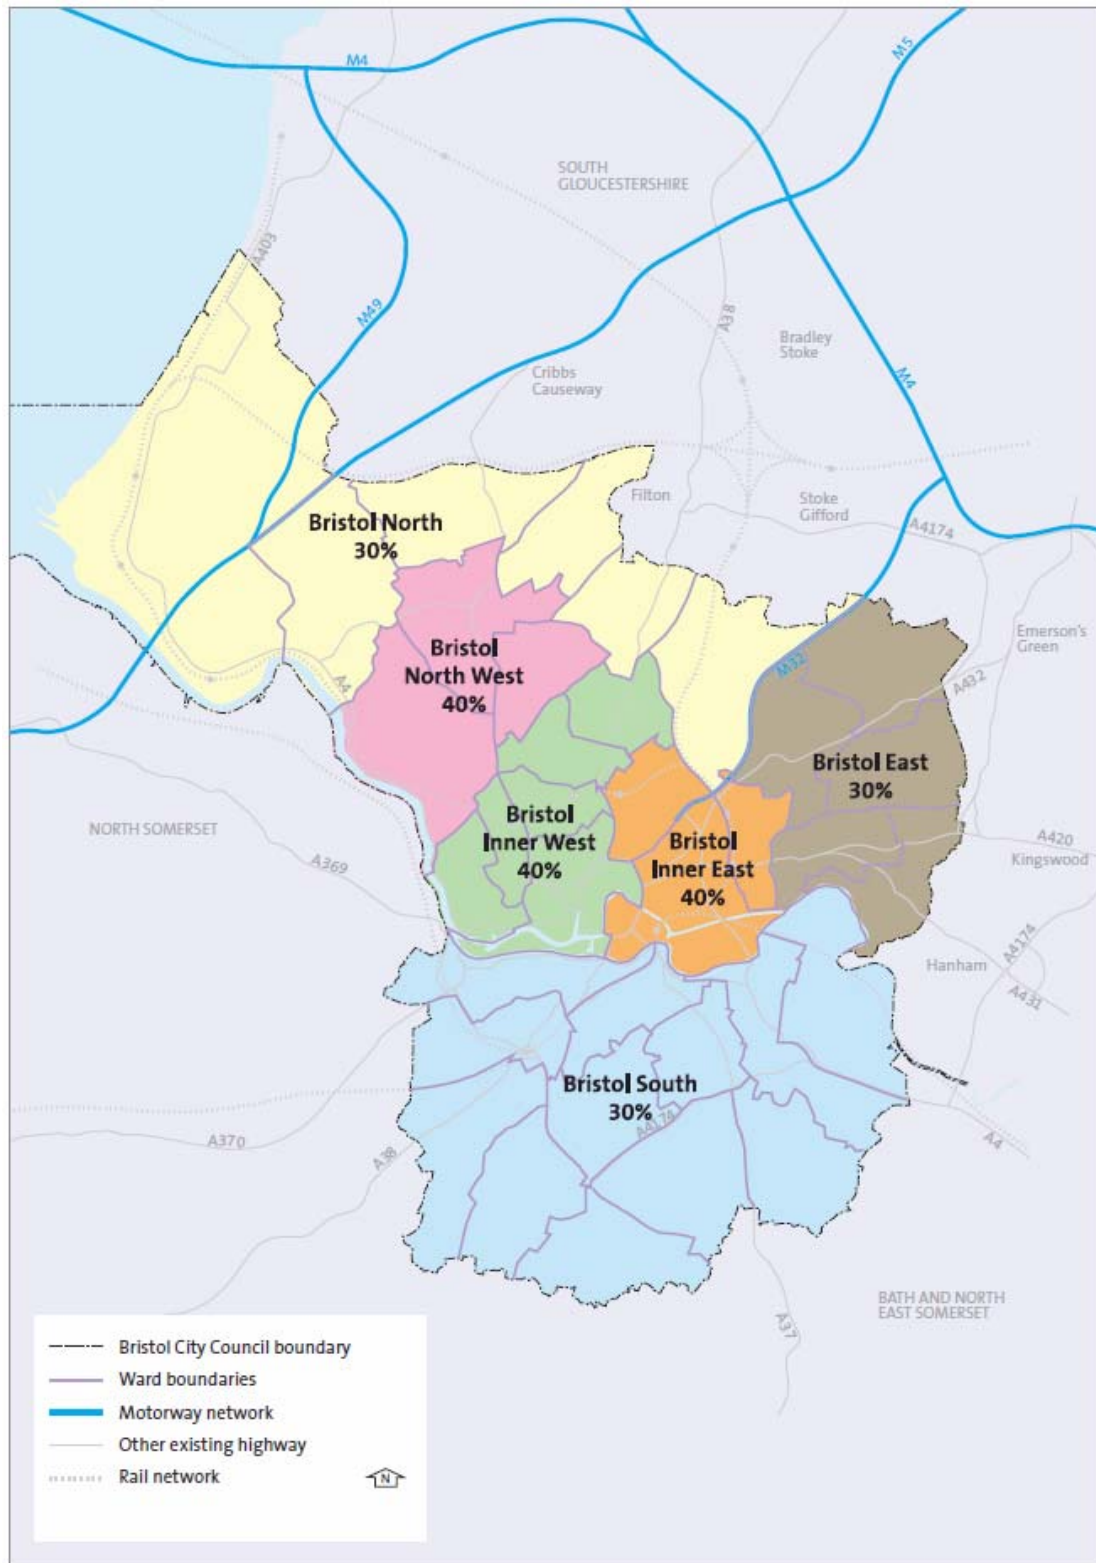 M4
M5
SOUTH
GLOUCESTERSHIRE
A403
M49
A38
Bradley
Stoke
Cribbs
Causeway
M4
Filton
Stoke
Gifford
Bristol North
30%
A4174
Emerson's
Green
Bristol
North West
40%
M32
A4
A432
Bristol East
30%
NORTH SOMERSET
Bristol
Inner West
40%
Bristol
Inner East
40%
A420
Kingswood
A369
A4174
Hanham
A431
Bristol South
30%
A4174
A370
A38
A4
BATH AND NORTH
EAST SOMERSET
A37
Bristol City Council boundary
Ward boundaries
Motorway network
Other existing highway
Rail network
N